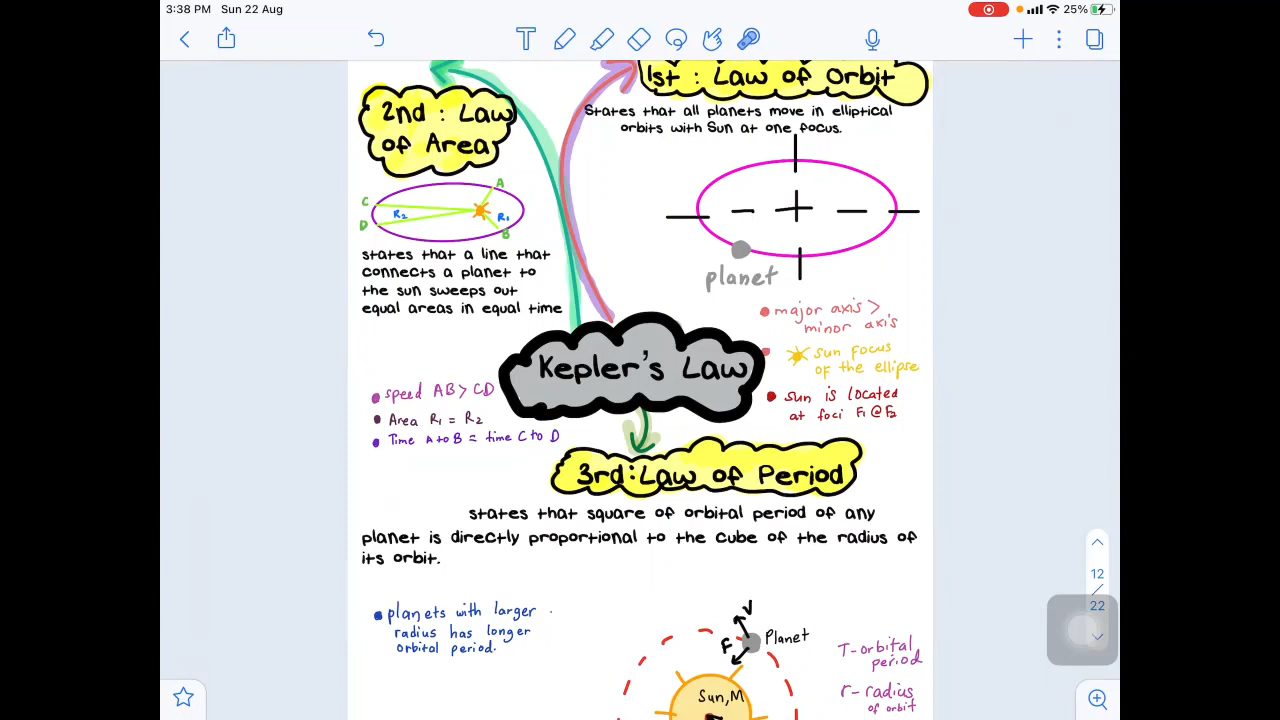 3:38 PM Sun 22 Aug
25%
T
1st : Law of Orbit
States that all planets move in elliptical
orbits with Sun at one focus.
planet
major axis >
minor axis
sun focus
of the ellipse
sun is located
at foci F1 @ F2
2nd : Law
of Area
A
C
R2
R1
D
B
states that a line that
connects a planet to
the sun sweeps out
equal areas in equal time
speed AB > CD
Area R1 = R2
Time A to B = time C to D
Kepler's Law
3rd: Law of Period
states that square of orbital period of any
planet is directly proportional to the cube of the radius of
its orbit.
planets with larger
radius has longer
orbital period.
V
F
Planet
Sun, M
T-orbital
period
r-radius
of orbit
12
/
22